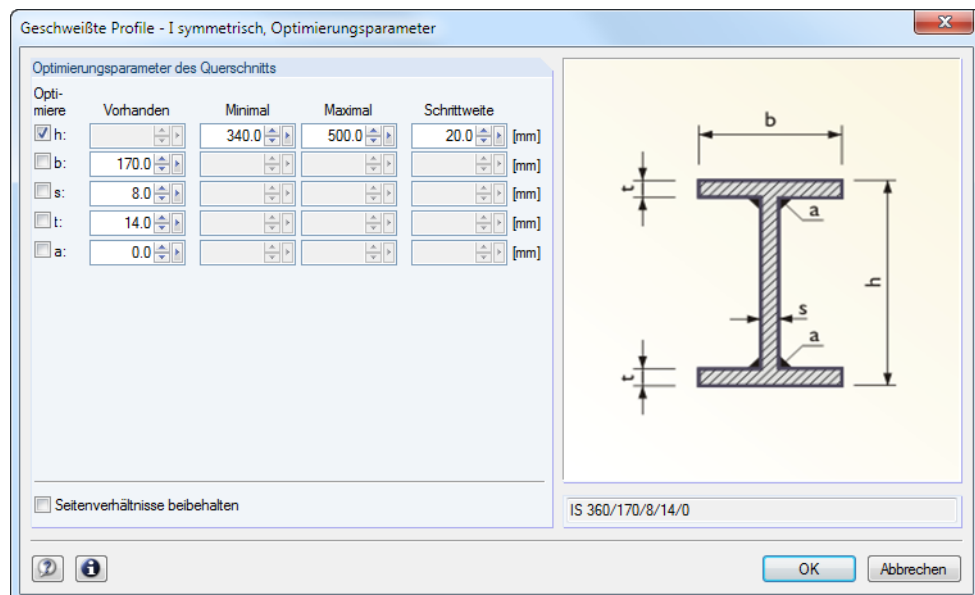 Geschweißte Profile - I symmetrisch, Optimierungsparameter
Optimierungsparameter des Querschnitts
Opti-
miere Vorhanden Minimal Maximal Schrittweite
h: 340.0 500.0 20.0 [mm]
b: 170.0 [mm]
s: 8.0 [mm]
t: 14.0 [mm]
a: 0.0 [mm]
Seitenverhältnisse beibehalten
b
t
a
h
s
a
t
IS 360/170/8/14/0
OK Abbrechen